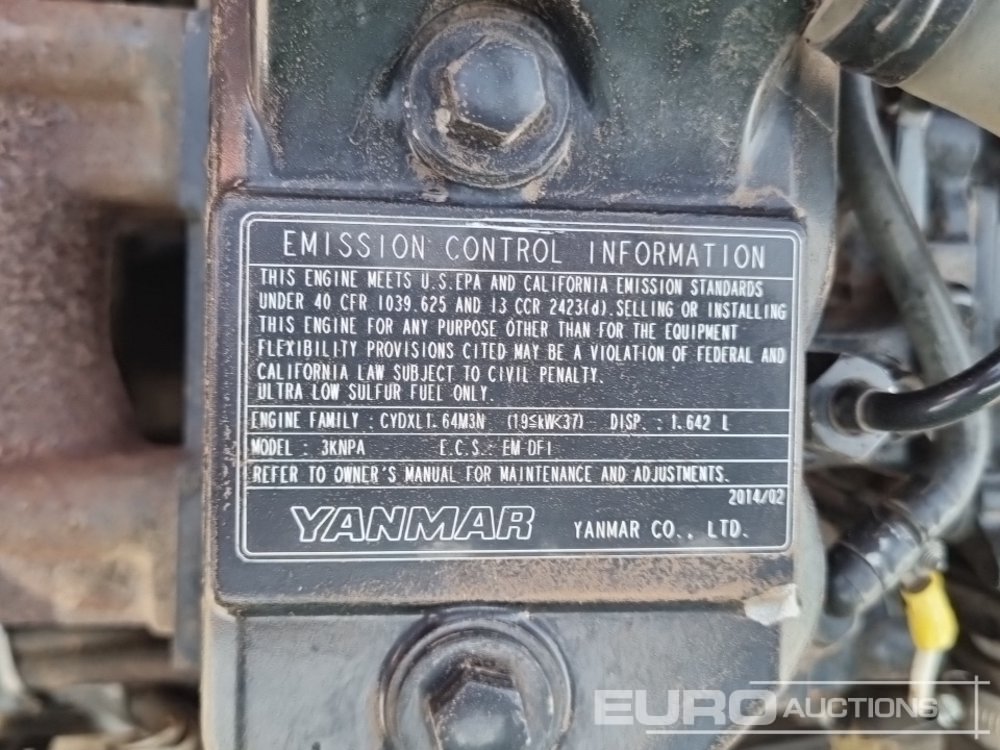 EMISSION CONTROL INFORMATION
THIS ENGINE MEETS U.S.EPA AND CALIFORNIA EMISSION STANDARDS
UNDER 40 CFR 1039.625 AND 13 CCR 2423(d).SELLING OR INSTALLING
THIS ENGINE FOR ANY PURPOSE OTHER THAN FOR THE EQUIPMENT
FLEXIBILITY PROVISIONS CITED MAY BE A VIOLATION OF FEDERAL AND
CALIFORNIA LAW SUBJECT TO CIVIL PENALTY.
ULTRA LOW SULFUR FUEL ONLY.
ENGINE FAMILY : CYDXL1.64M3N (19≦kW<37) DISP. : 1.642 L
MODEL : 3KNPA E.C.S.: EM DFI
REFER TO OWNER'S MANUAL FOR MAINTENANCE AND ADJUSTMENTS.
2014/02
YANMAR YANMAR CO., LTD.
EURO AUCTIONS